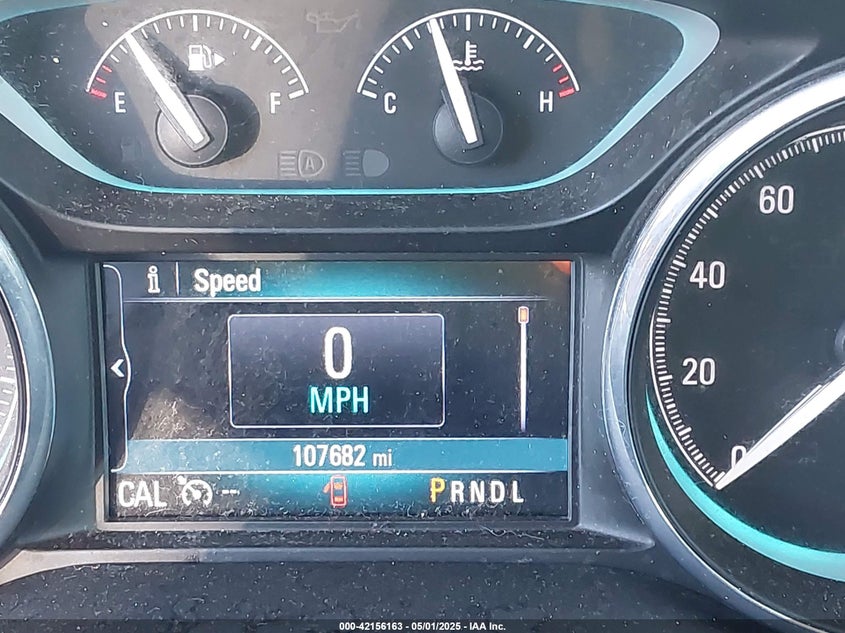 E F
C H
A
60
40
20
0
i Speed
0
MPH
107682 mi
CAL -- PRNDL
000-42156163 - 05/01/2025 - IAA Inc.